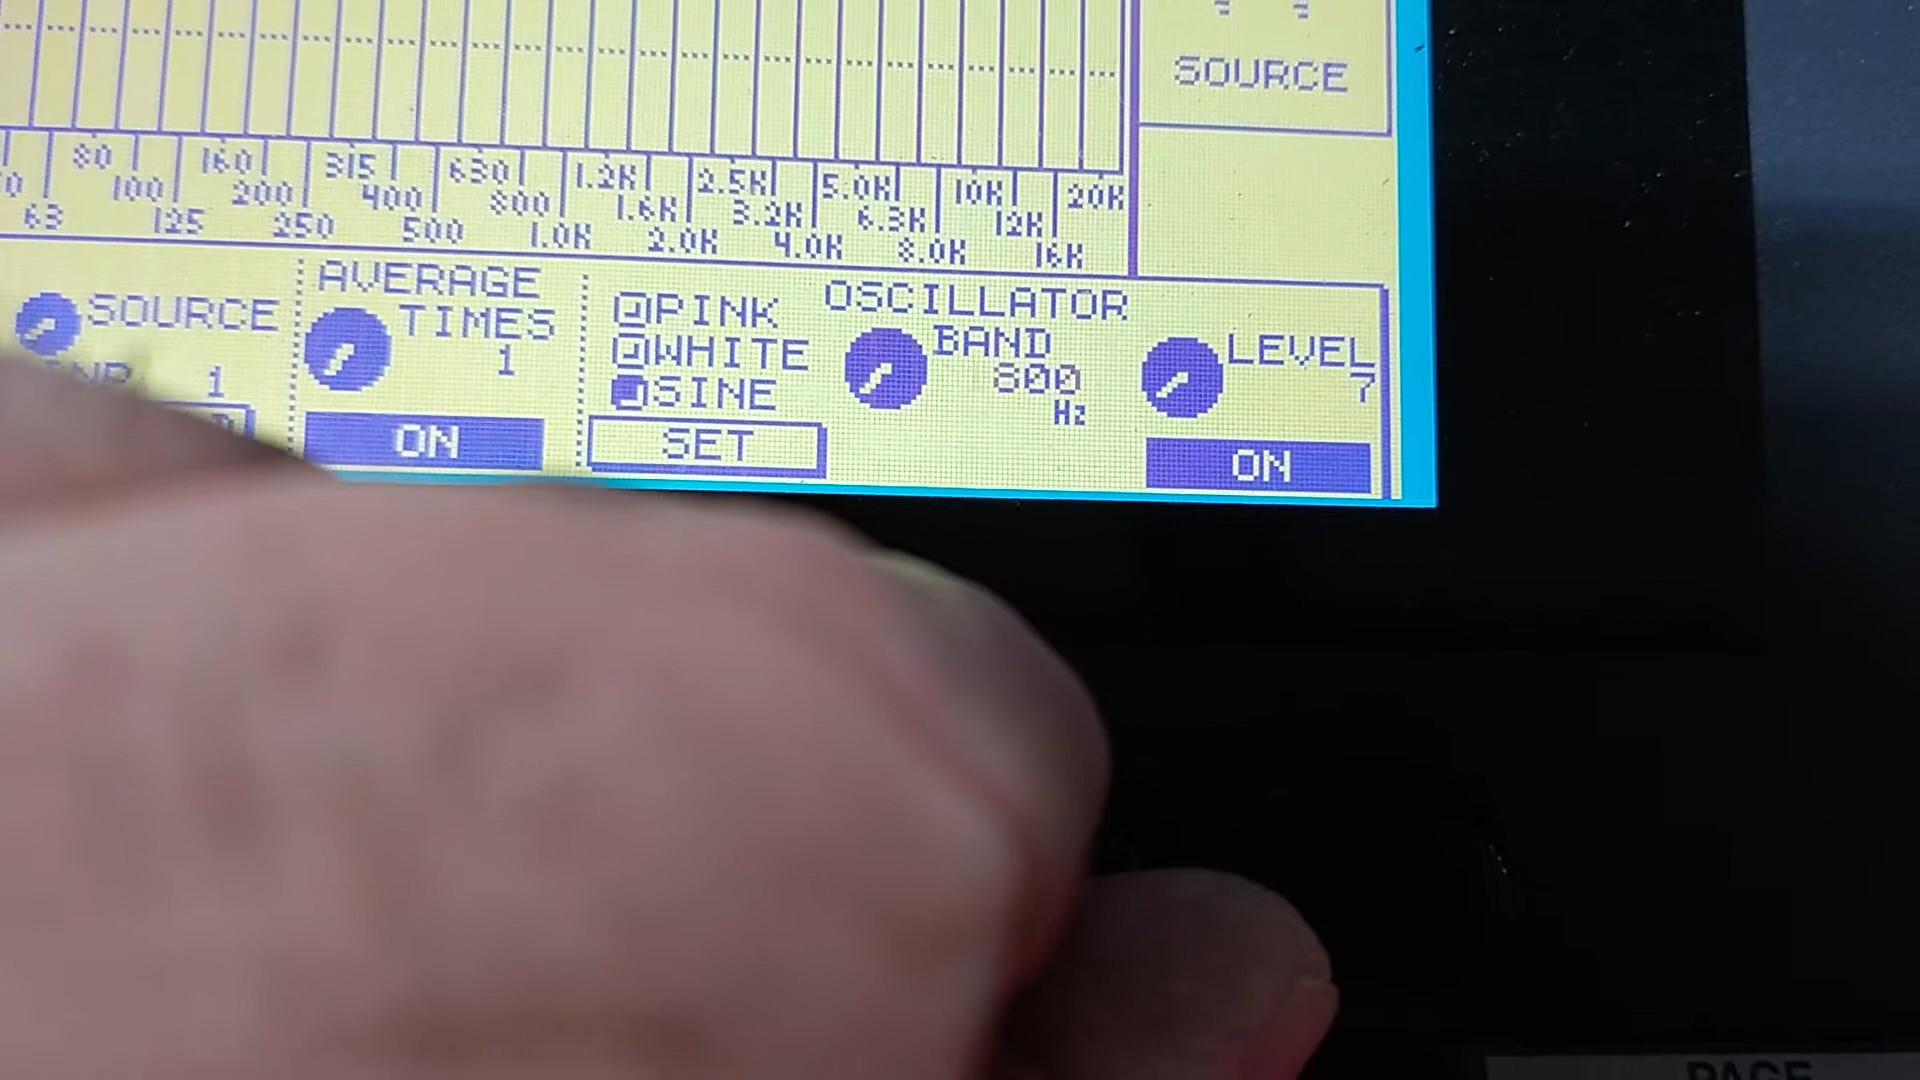 SOURCE
80 160 315 630 1.2K 2.5K 5.0K 10K 20K
100 200 400 800 1.6K 3.2K 6.3K 12K
63 125 250 500 1.0K 2.0K 4.0K 8.0K 16K
SOURCE
1
AVERAGE
TIMES
1
ON
PINK
WHITE
SINE
SET
OSCILLATOR
BAND
800
Hz
LEVEL
7
ON
PAGE